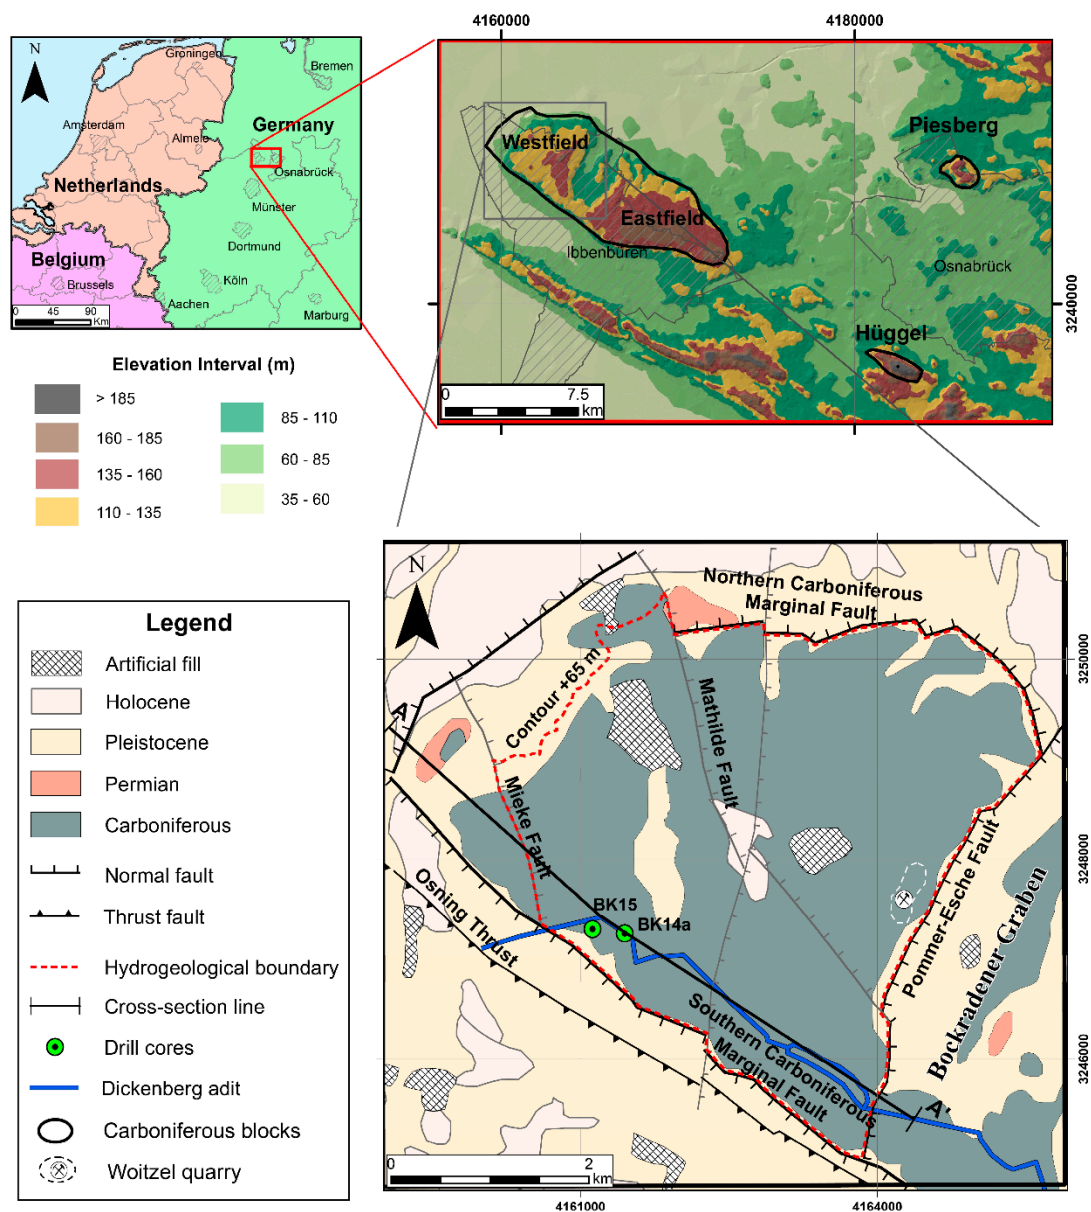 4160000
4180000
N
Groningen
Bremen
Amsterdam
Almelo
Germany
Osnabrück
Netherlands
Münster
Dortmund
Belgium
Brussels
Köln
Aachen
Marburg
0 45 90
Km
Westfield
Eastfield
Ibbenbüren
Piesberg
Osnabrück
Hüggel
0 7.5
km
3240000
Elevation Interval (m)
> 185
160 - 185
135 - 160
110 - 135
85 - 110
60 - 85
35 - 60
Legend
Artificial fill
Holocene
Pleistocene
Permian
Carboniferous
Normal fault
Thrust fault
Hydrogeological boundary
Cross-section line
Drill cores
Dickenberg adit
Carboniferous blocks
Woitzel quarry
N
Northern Carboniferous
Marginal Fault
Contour +65 m
Mathilde Fault
A
Mieke Fault
Osning Thrust
BK15
BK14a
Pommer-Esche Fault
Bockradener Graben
Southern Carboniferous
Marginal Fault
A'
0 2
km
3250000
3248000
3246000
4161000
4164000